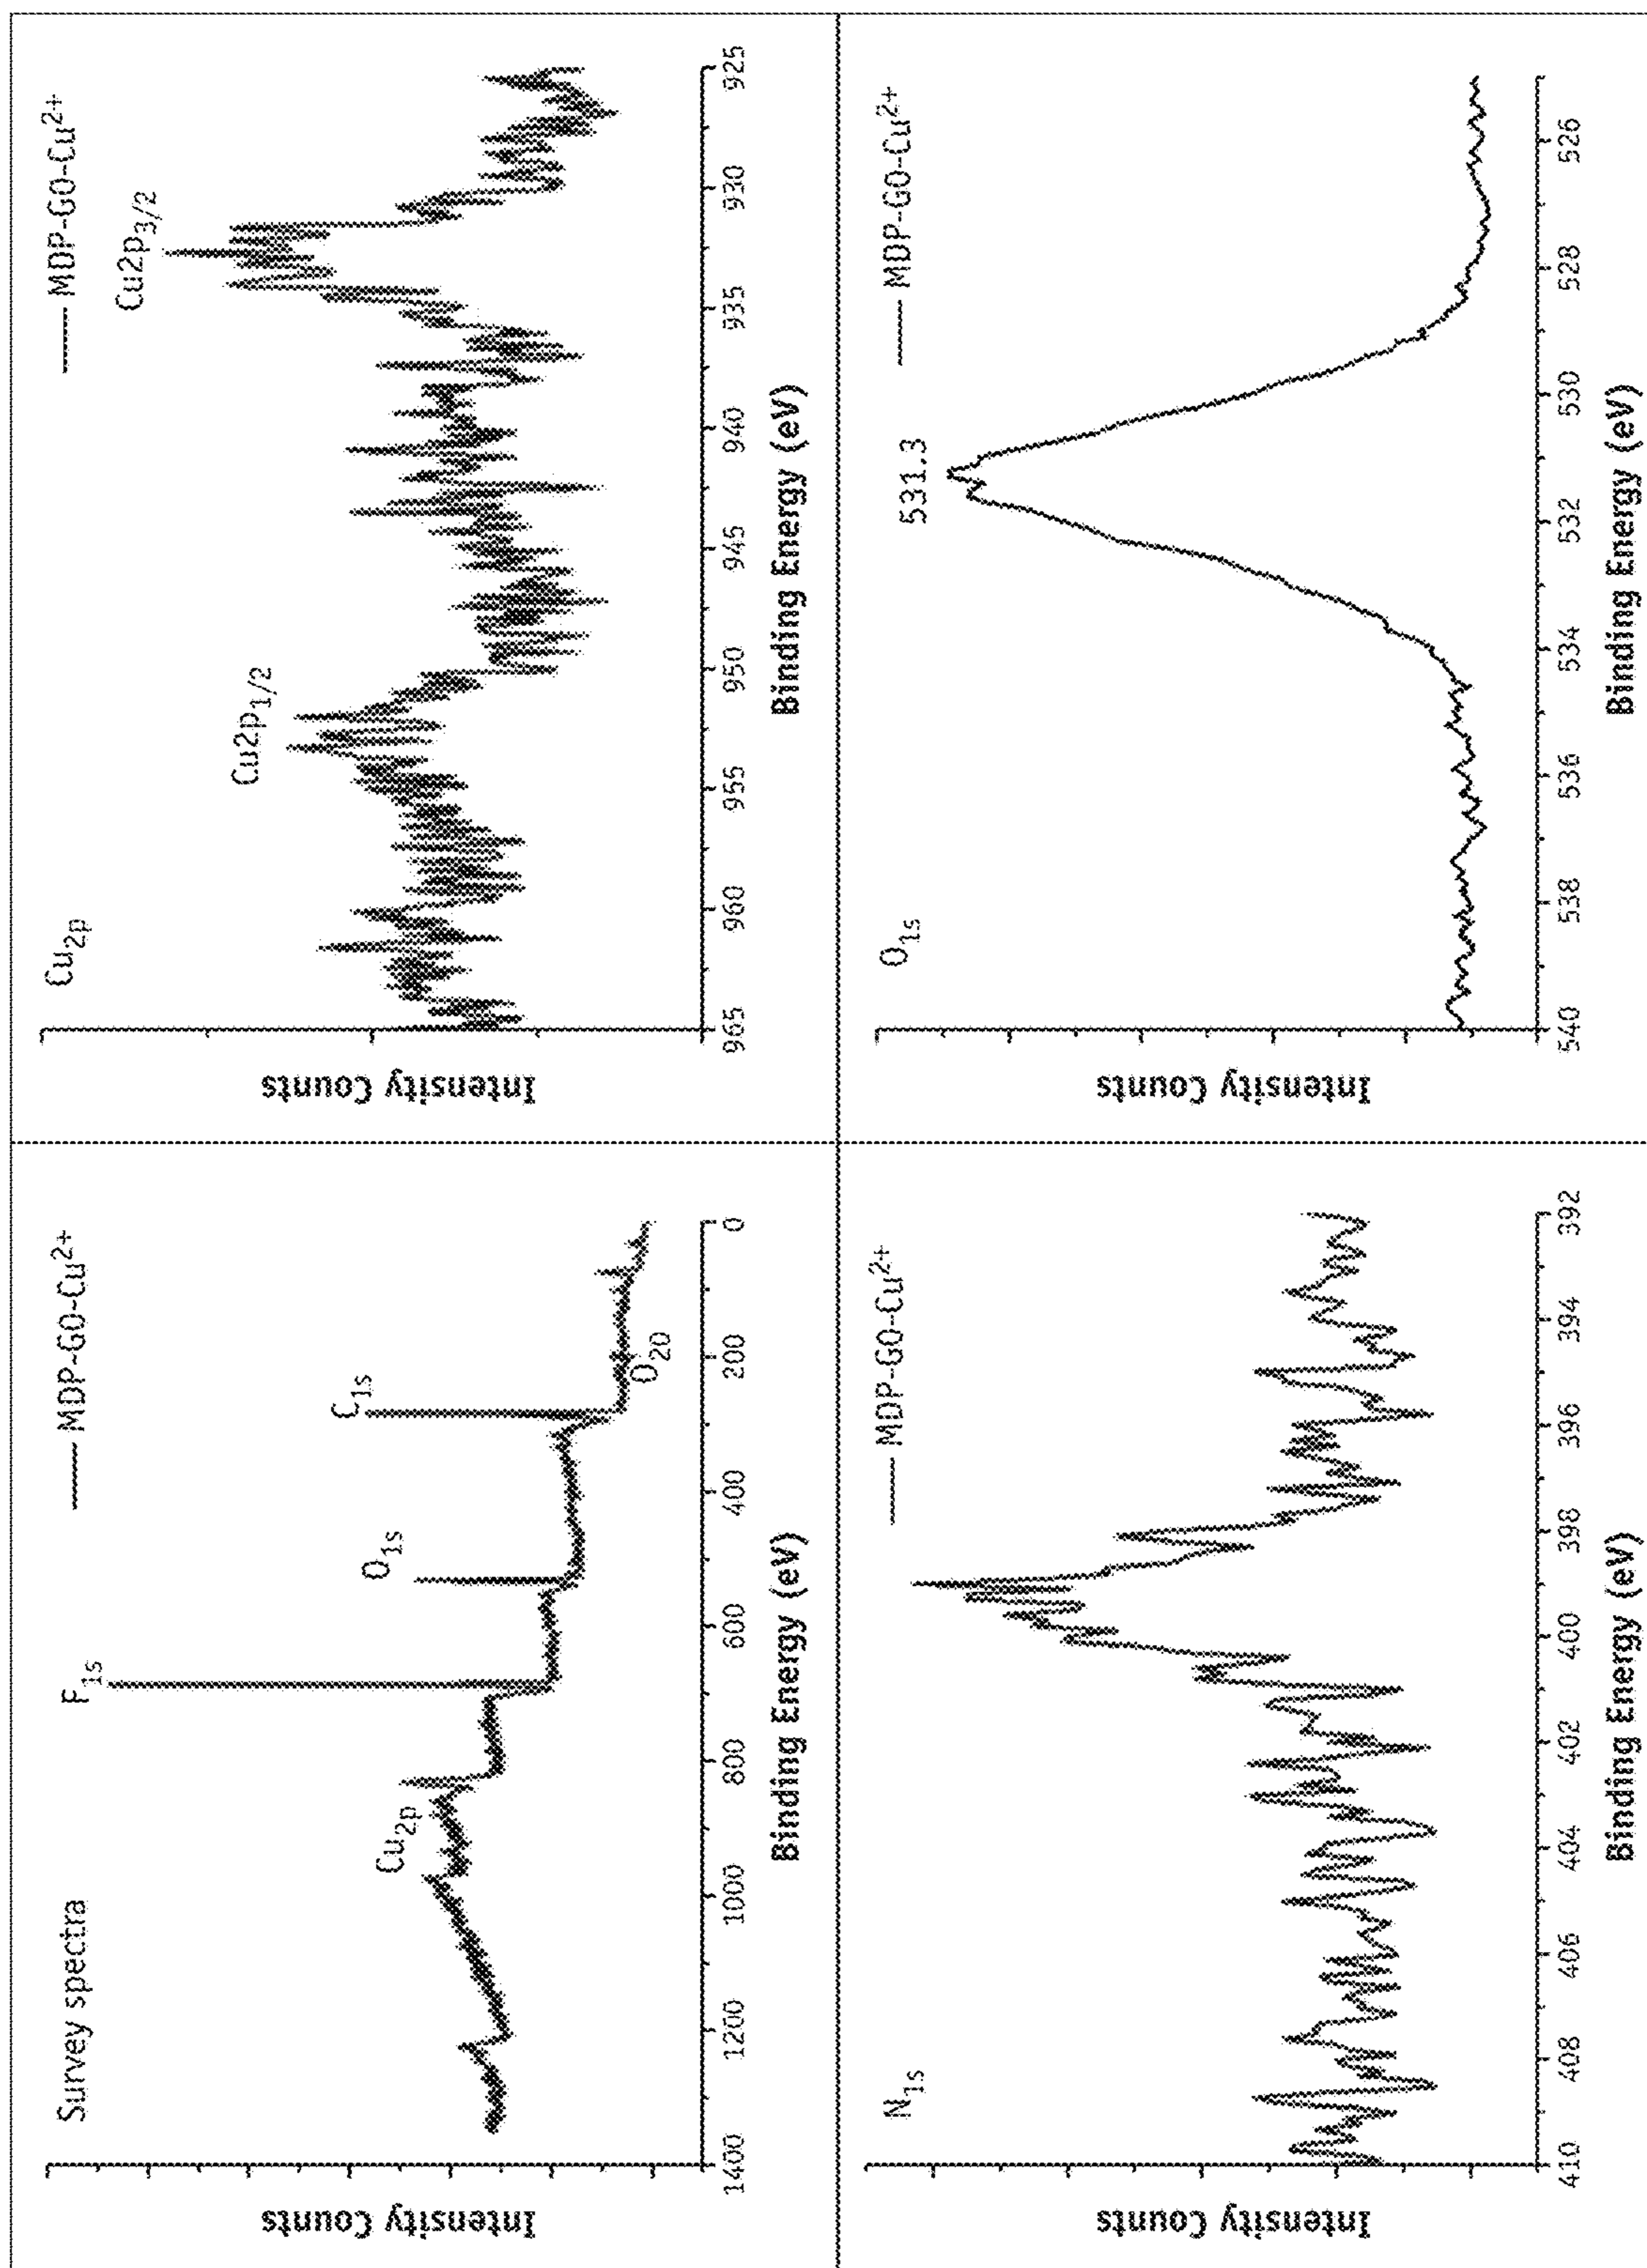 Survey spectra
MDP-GO-Cu2+
F1s
O1s
C1s
Cu2p
O20
Intensity Counts
1400 1200 1000 800 600 400 200 0
Binding Energy (eV)
Cu2p
MDP-GO-Cu2+
Cu2p3/2
Cu2p1/2
Intensity Counts
965 960 955 950 945 940 935 930 925
Binding Energy (eV)
N1s
MDP-GO-Cu2+
Intensity Counts
410 408 406 404 402 400 398 396 394 392
Binding Energy (eV)
O1s
MDP-GO-Cu2+
531.3
Intensity Counts
540 538 536 534 532 530 528 526
Binding Energy (eV)